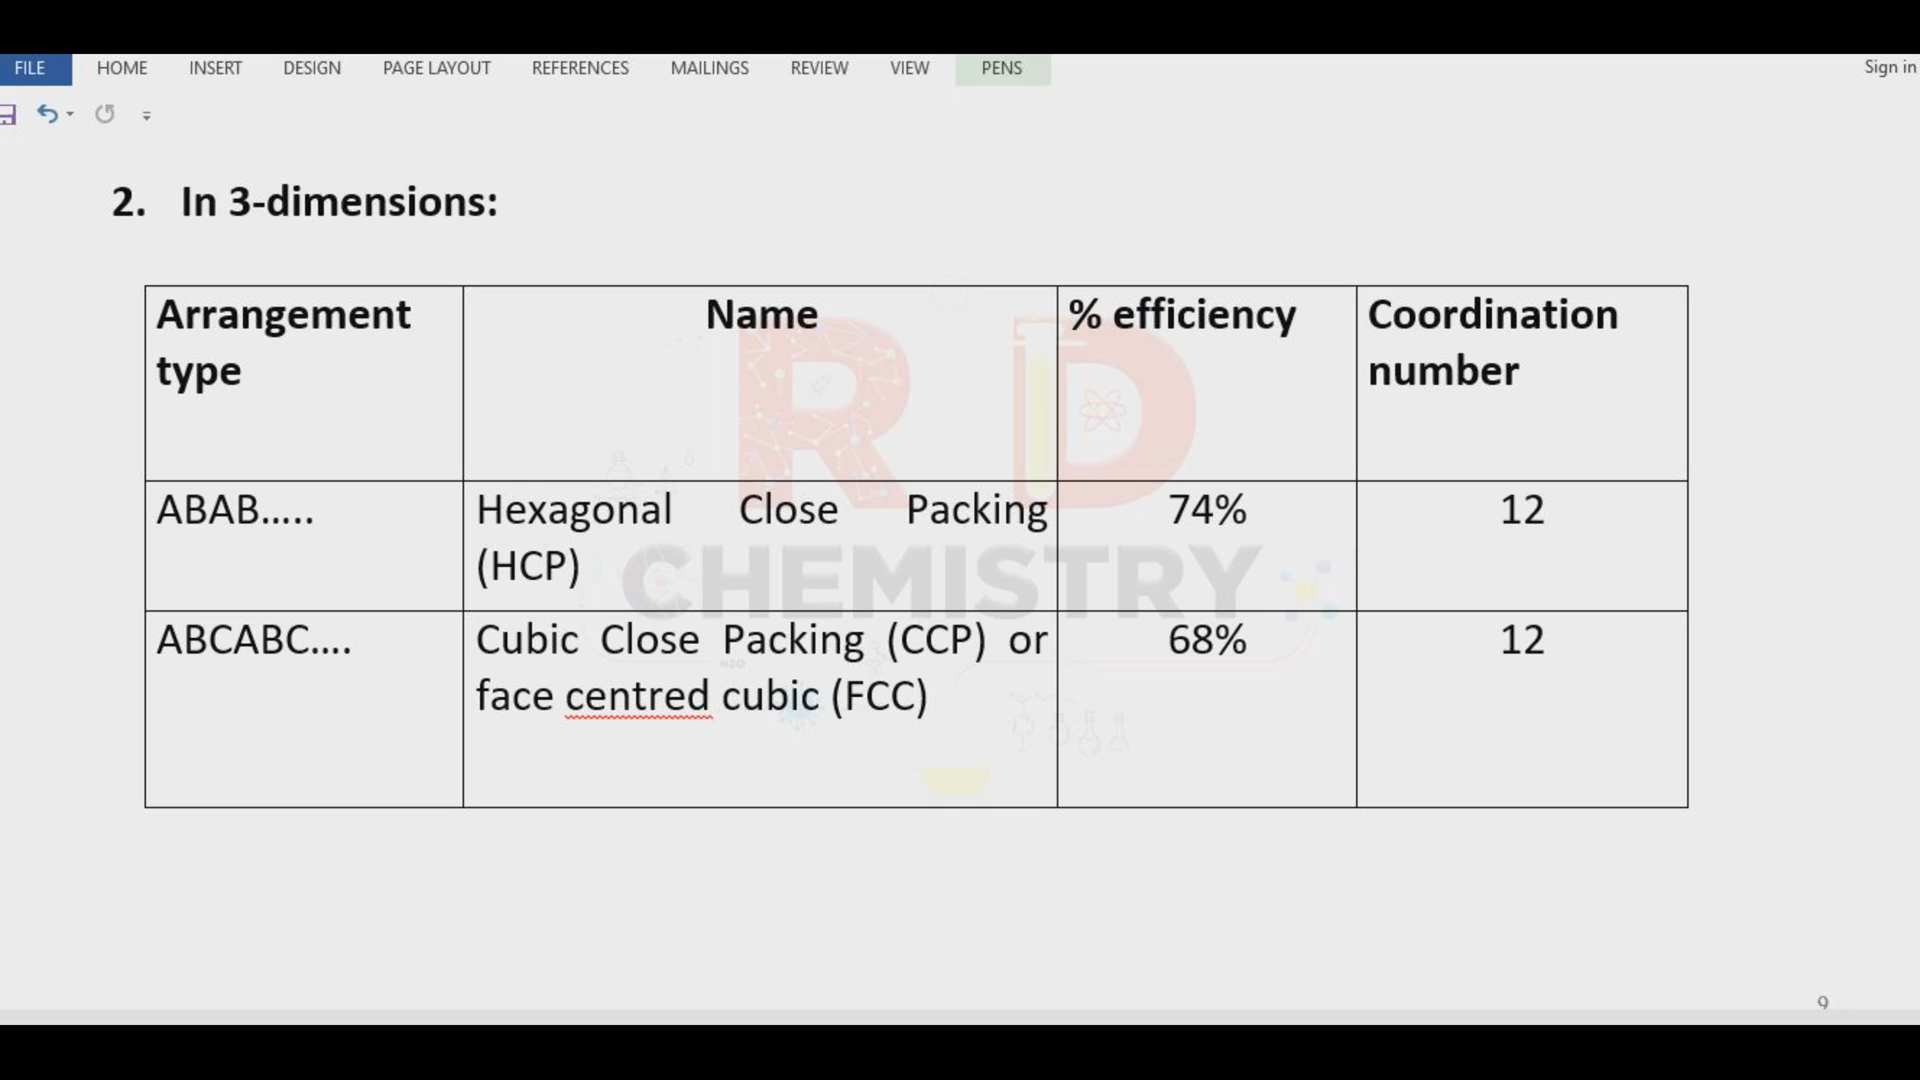 FILE HOME INSERT DESIGN PAGE LAYOUT REFERENCES MAILINGS REVIEW VIEW PENS Sign in
2. In 3-dimensions:
Arrangement type
Name
% efficiency
Coordination number
ABAB.....
Hexagonal Close Packing (HCP)
74%
12
ABCABC....
Cubic Close Packing (CCP) or face centred cubic (FCC)
68%
12
RD
CHEMISTRY
H2O
9